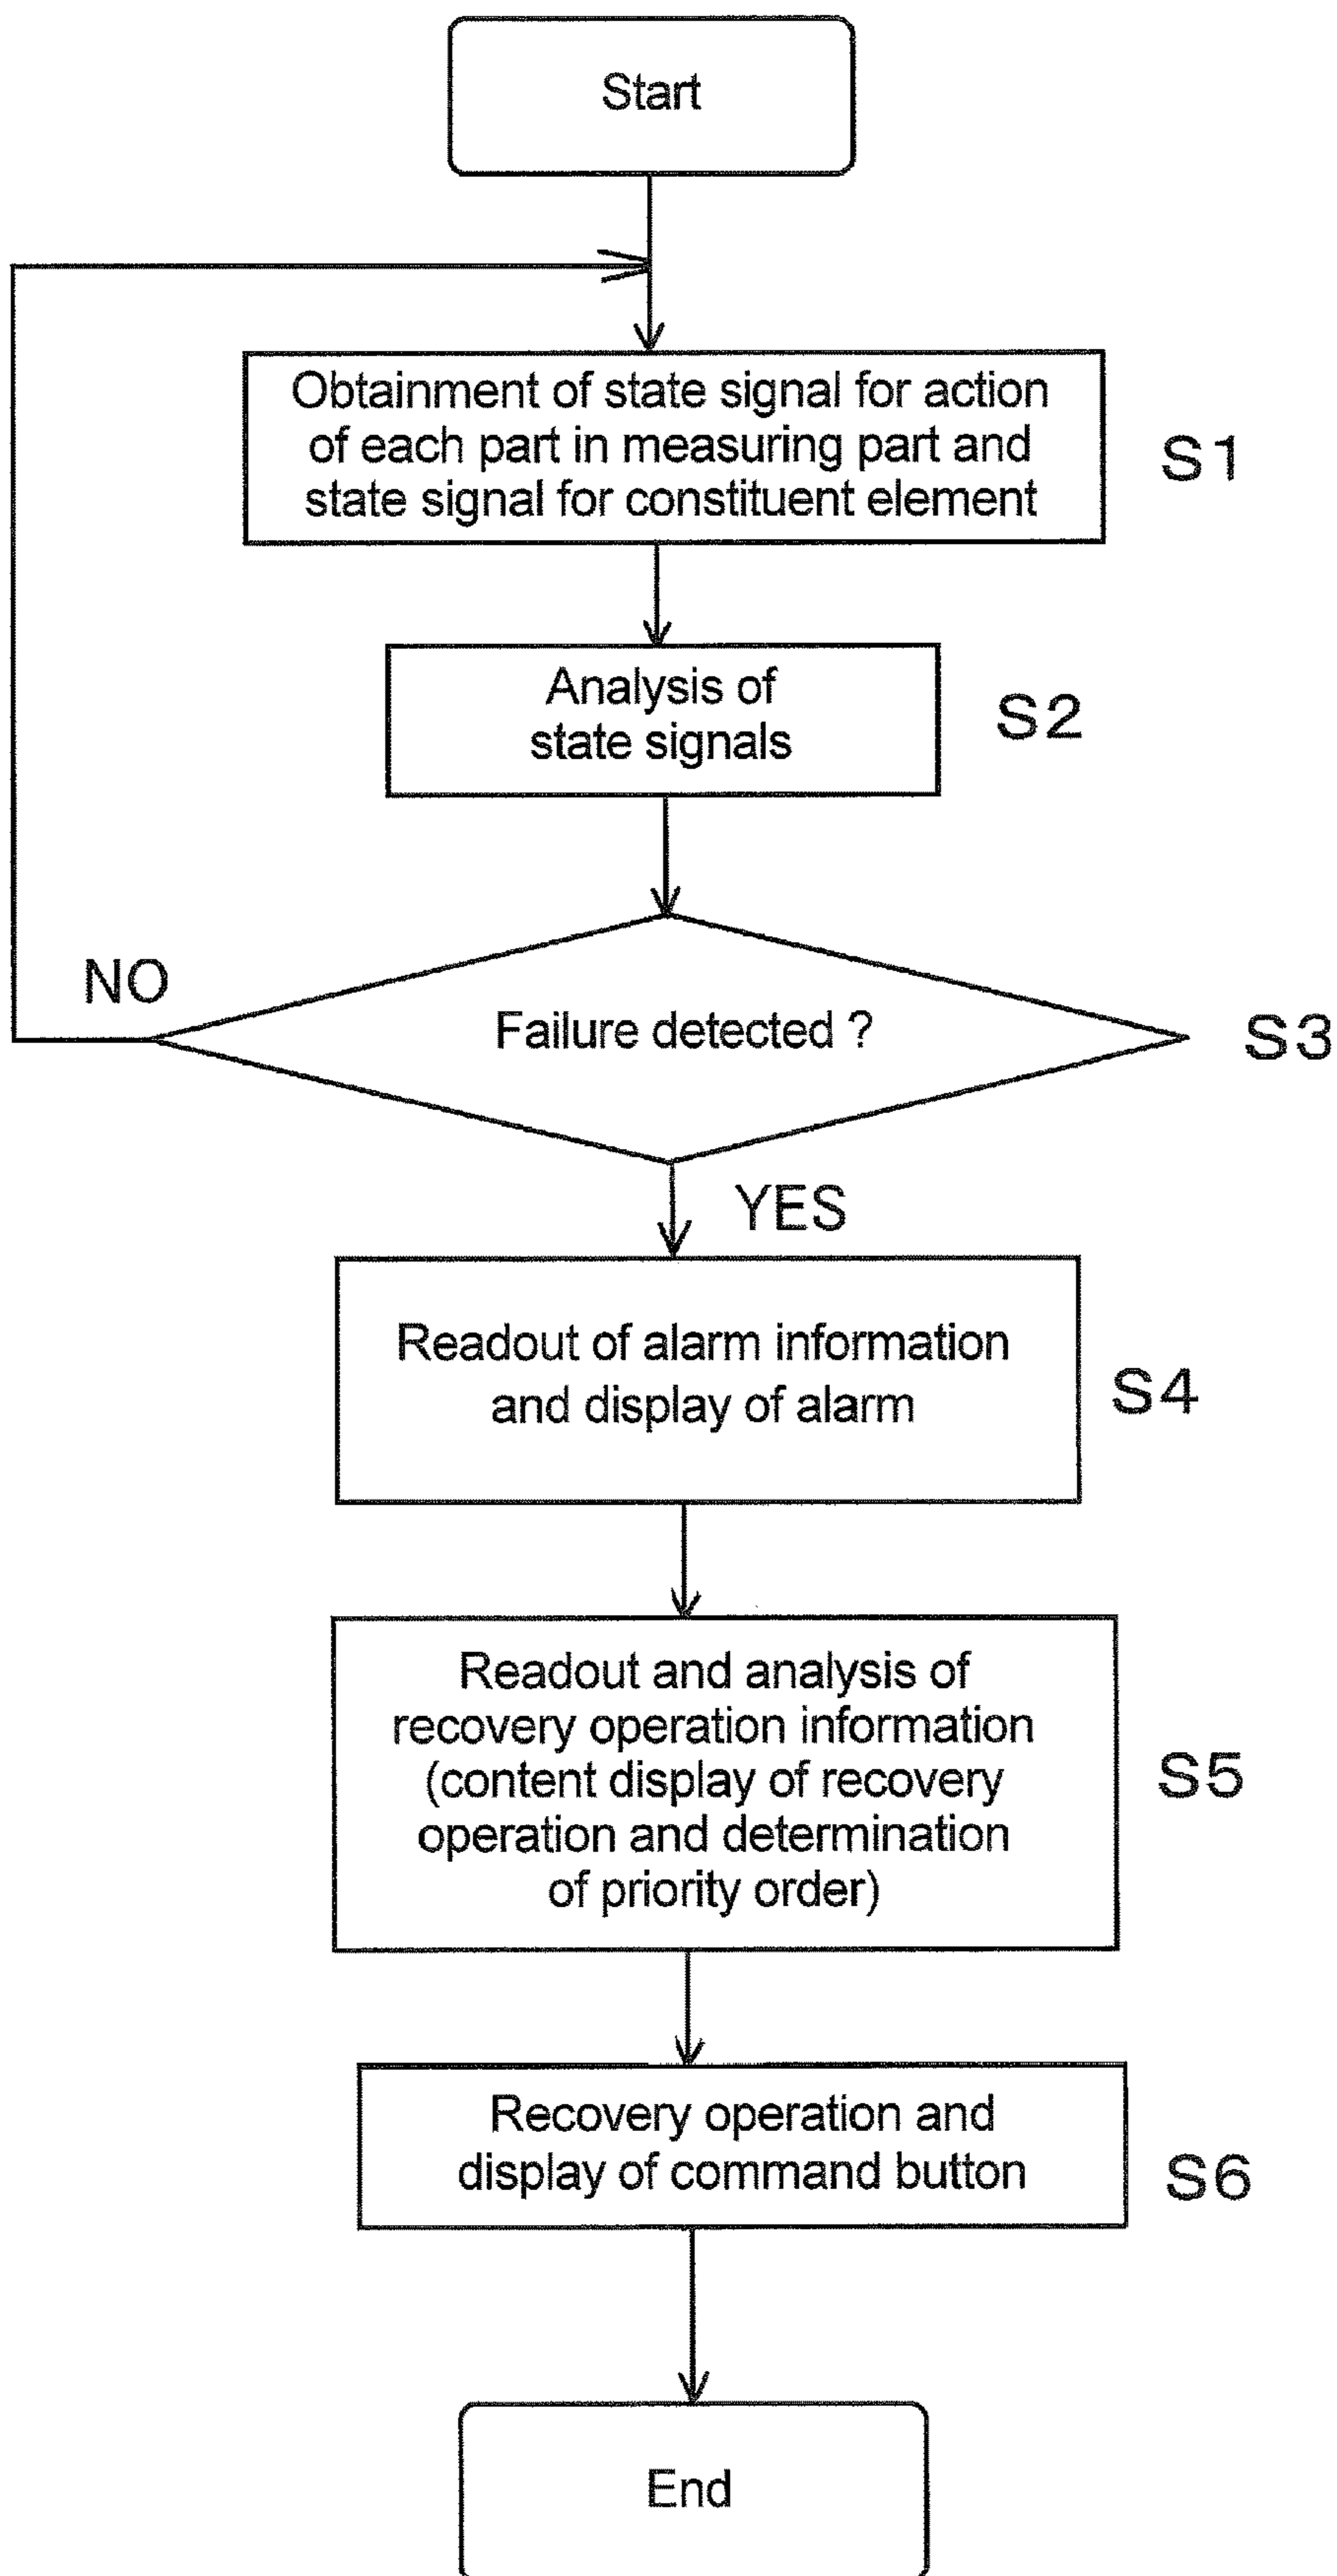 Start
Obtainment of state signal for action
of each part in measuring part and
state signal for constituent element
S1
Analysis of
state signals
S2
NO
Failure detected ?
S3
YES
Readout of alarm information
and display of alarm
S4
Readout and analysis of
recovery operation information
(content display of recovery
operation and determination
of priority order)
S5
Recovery operation and
display of command button
S6
End